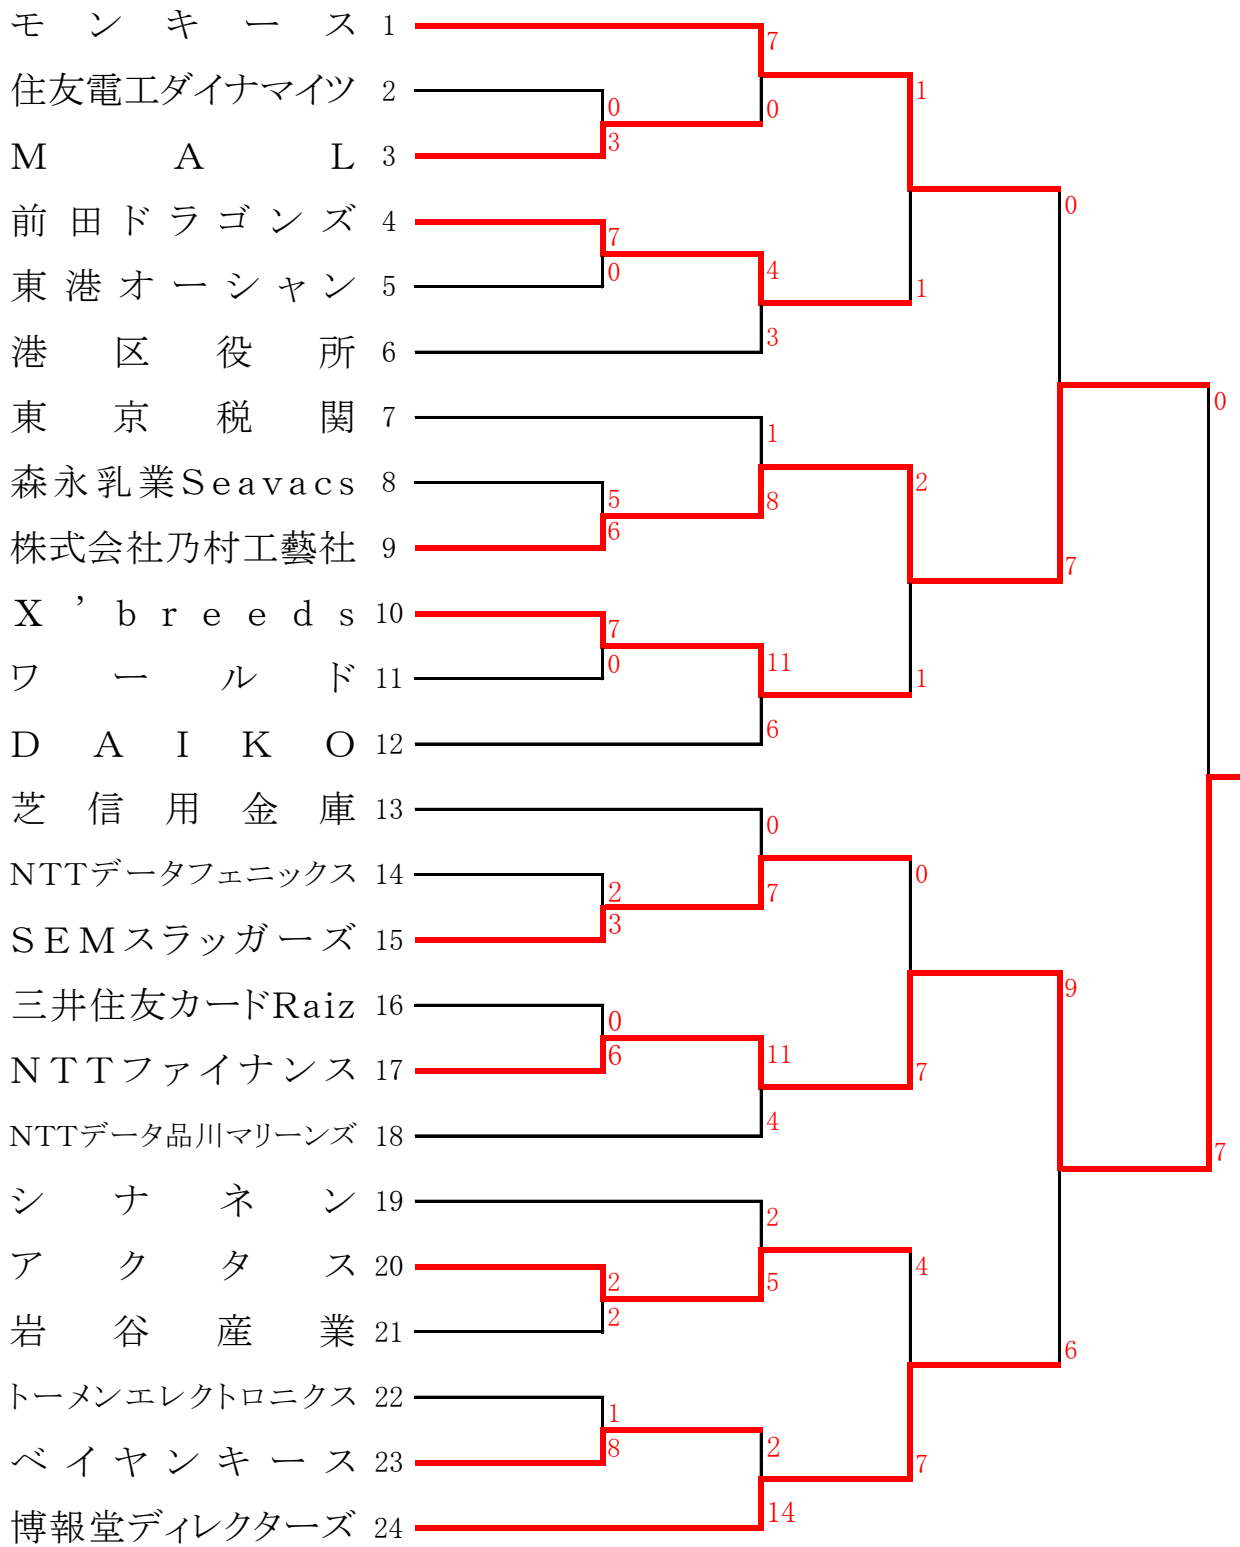 モンキース 1
7
住友電工ダイナマイツ 2
1
0
0
3
MAL 3
0
前田ドラゴンズ 4
7
4
0
東港オーシャン 5
1
3
港区役所 6
0
東京税関 7
1
森永乳業Seavacs 8
2
5
8
6
株式会社乃村工藝社 9
7
X’breeds 10
7
11
0
ワールド 11
1
6
DAIKO 12
芝信用金庫 13
0
NTTデータフェニックス 14
0
2
7
3
SEMスラッガーズ 15
9
三井住友カードRaiz 16
0
11
6
NTTファイナンス 17
7
4
NTTデータ品川マリーンズ 18
7
シナネン 19
2
アクタス 20
4
2
5
2
岩谷産業 21
6
トーメンエレクトロニクス 22
1
2
8
ベイヤンキース 23
7
14
博報堂ディレクターズ 24